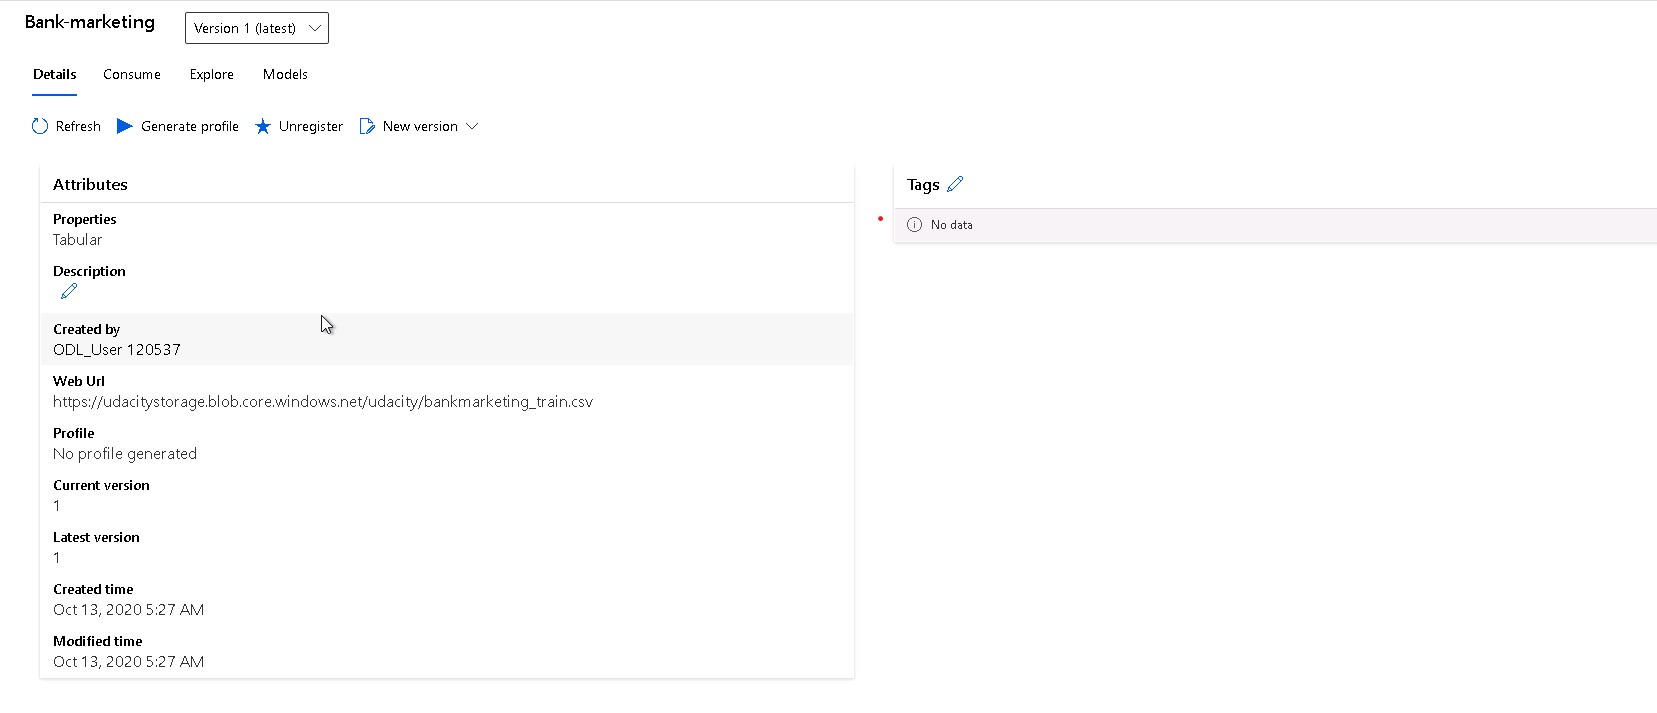 Bank-marketing
Version 1 (latest)
Details Consume Explore Models
Refresh Generate profile Unregister New version
Attributes
Properties
Tabular
Description
Created by
ODL_User 120537
Web Url
https://udacitystorage.blob.core.windows.net/udacity/bankmarketing_train.csv
Profile
No profile generated
Current version
1
Latest version
1
Created time
Oct 13, 2020 5:27 AM
Modified time
Oct 13, 2020 5:27 AM
Tags
No data